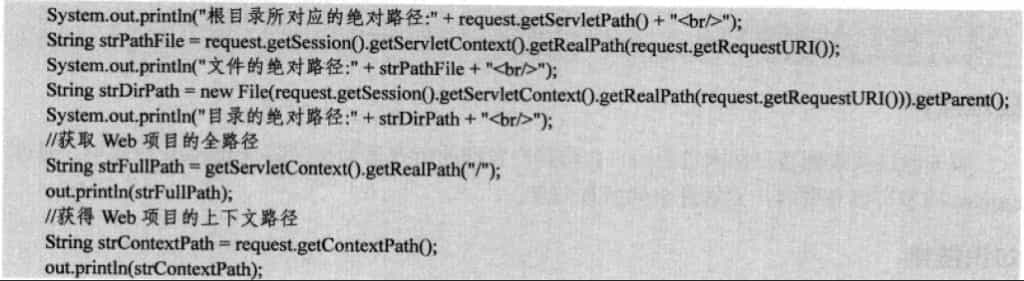 System.out.println("根目录所对应的绝对路径:" + request.getServletPath() + "<br/>");
String strPathFile = request.getSession().getServletContext().getRealPath(request.getRequestURI());
System.out.println("文件的绝对路径:" + strPathFile + "<br/>");
String strDirPath = new File(request.getSession().getServletContext().getRealPath(request.getRequestURI())).getParent();
System.out.println("目录的绝对路径:" + strDirPath + "<br/>");
//获取 Web 项目的全路径
String strFullPath = getServletContext().getRealPath("/");
out.println(strFullPath);
//获得 Web 项目的上下文路径
String strContextPath = request.getContextPath();
out.println(strContextPath);